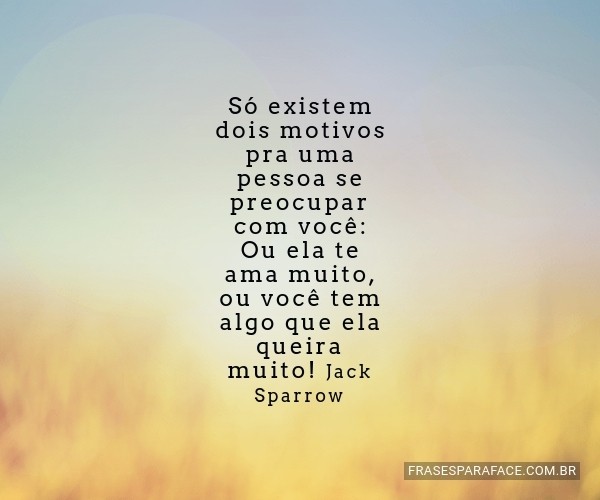 Só existem
dois motivos
pra uma
pessoa se
preocupar
com você:
Ou ela te
ama muito,
ou você tem
algo que ela
queira
muito! Jack
Sparrow
FRASESPARAFACE.COM.BR